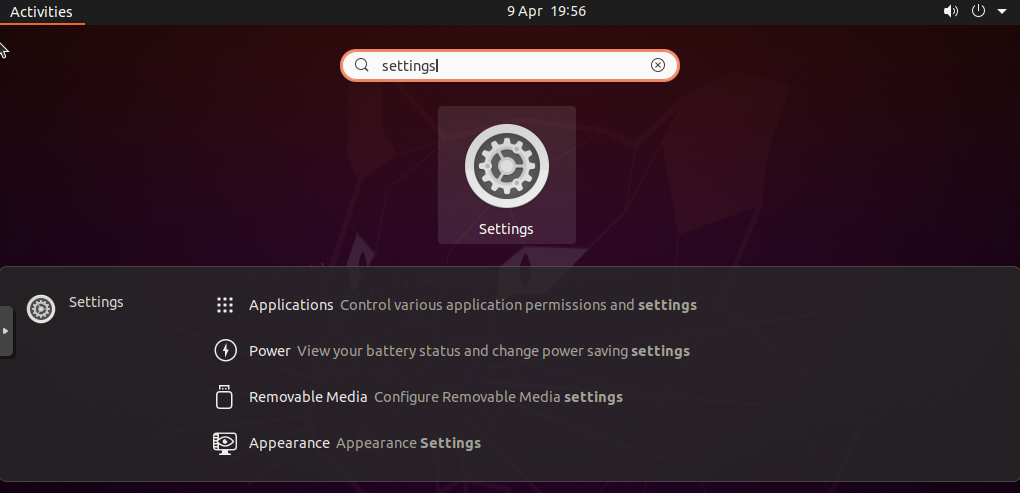 Activities
9 Apr 19:56
settings
Settings
Settings
Applications Control various application permissions and settings
Power View your battery status and change power saving settings
Removable Media Configure Removable Media settings
Appearance Appearance Settings